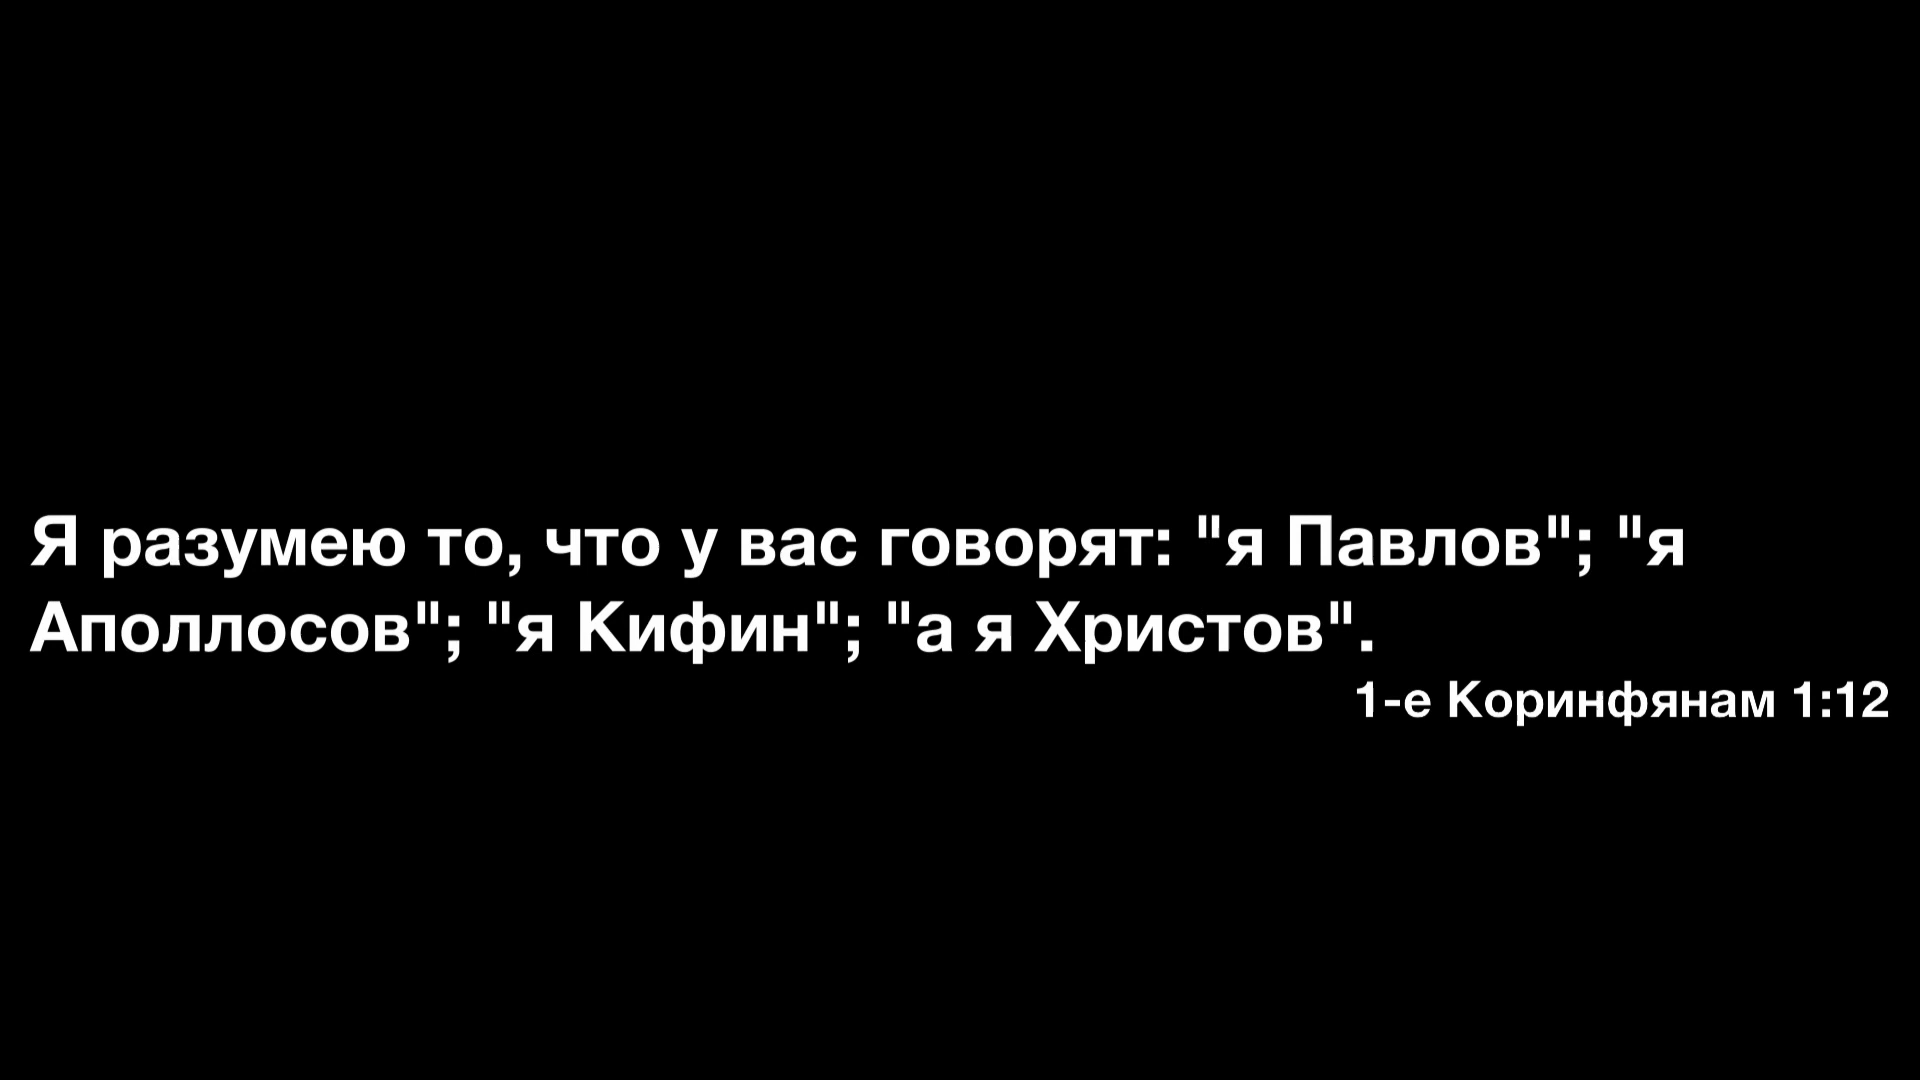 Я разумею то, что у вас говорят: "я Павлов"; "я
Аполлосов"; "я Кифин"; "а я Христов".
1-е Коринфянам 1:12